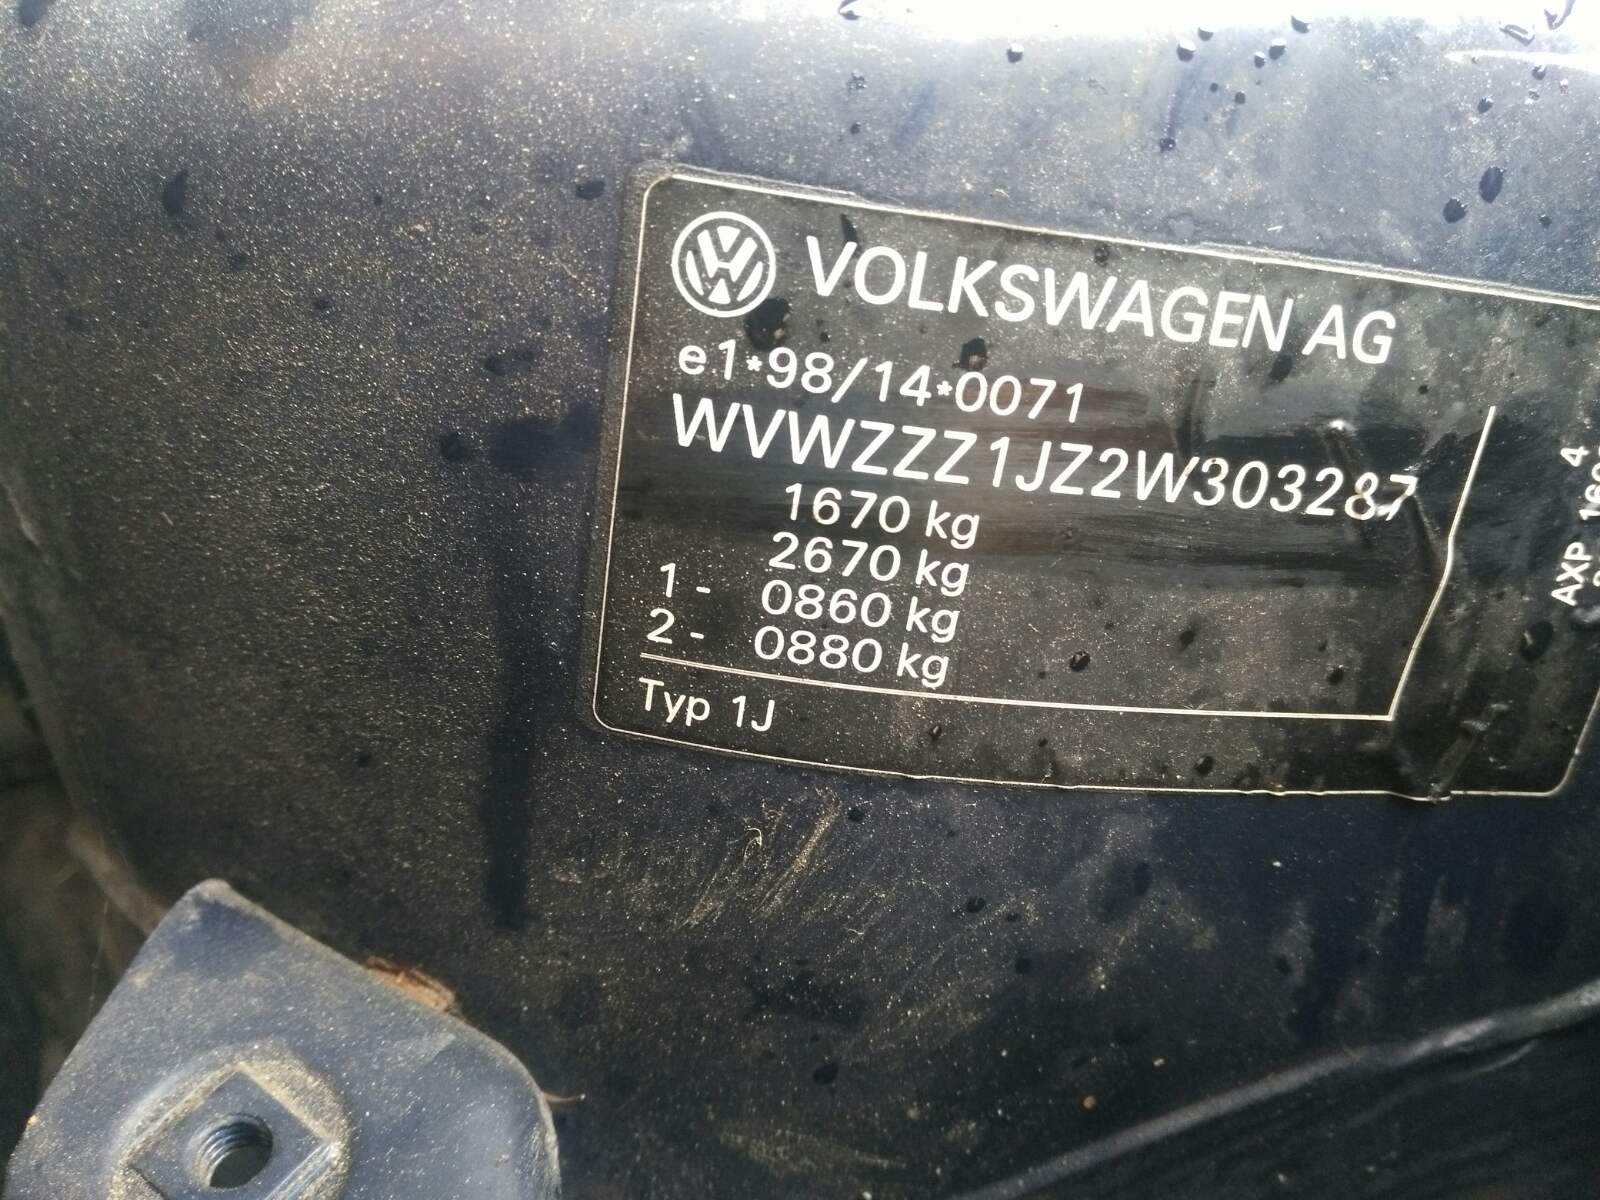 VOLKSWAGEN AG
e1*98/14*0071
WVWZZZ1JZ2W303287
1670 kg
2670 kg
1 - 0860 kg
2 - 0880 kg
Typ 1J
4
AXP